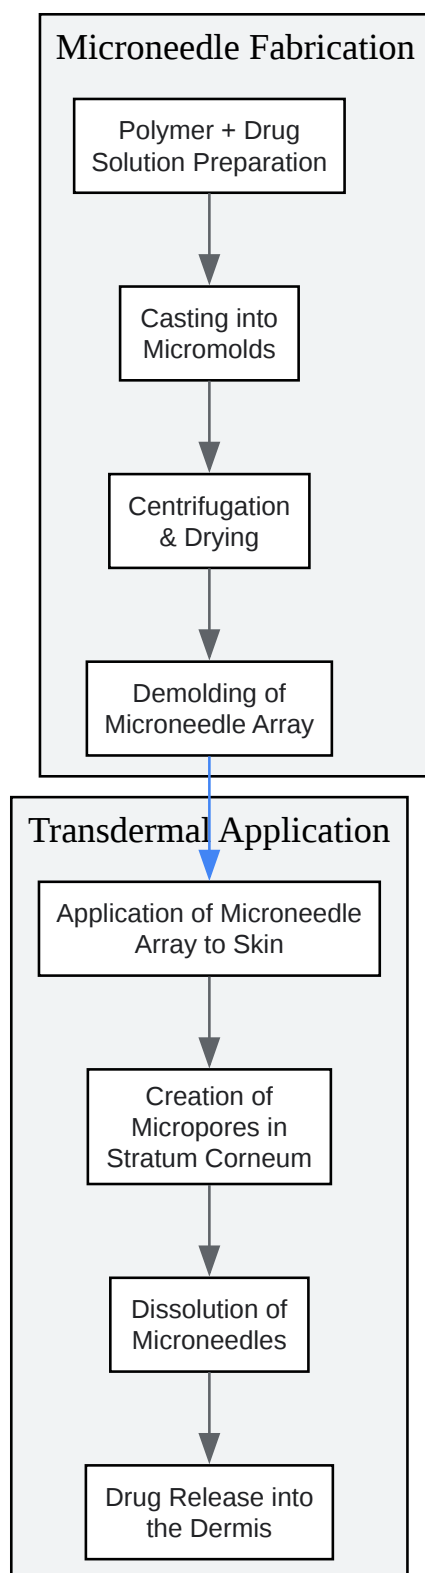 Microneedle Fabrication
Polymer + Drug
Solution Preparation
Casting into
Micromolds
Centrifugation
& Drying
Demolding of
Microneedle Array
Transdermal Application
Application of Microneedle
Array to Skin
Creation of
Micropores in
Stratum Corneum
Dissolution of
Microneedles
Drug Release into
the Dermis